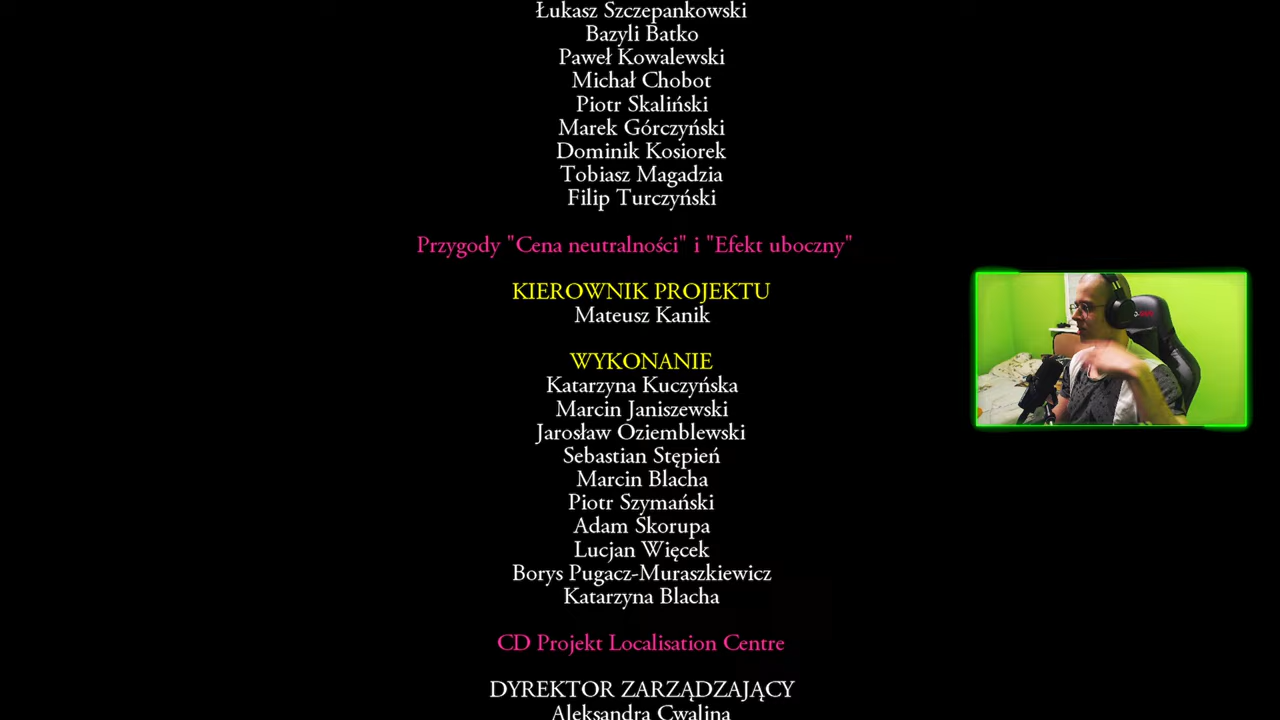 Łukasz Szczepankowski
Bazyli Batko
Paweł Kowalewski
Michał Chobot
Piotr Skaliński
Marek Górczyński
Dominik Kosiorek
Tobiasz Magadzia
Filip Turczyński
Przygody "Cena neutralności" i "Efekt uboczny"
KIEROWNIK PROJEKTU
Mateusz Kanik
WYKONANIE
Katarzyna Kuczyńska
Marcin Janiszewski
Jarosław Oziemblewski
Sebastian Stępień
Marcin Blacha
Piotr Szymański
Adam Skorupa
Lucjan Więcek
Borys Pugacz-Muraszkiewicz
Katarzyna Blacha
CD Projekt Localisation Centre
DYREKTOR ZARZĄDZAJĄCY
Aleksandra Cwalina